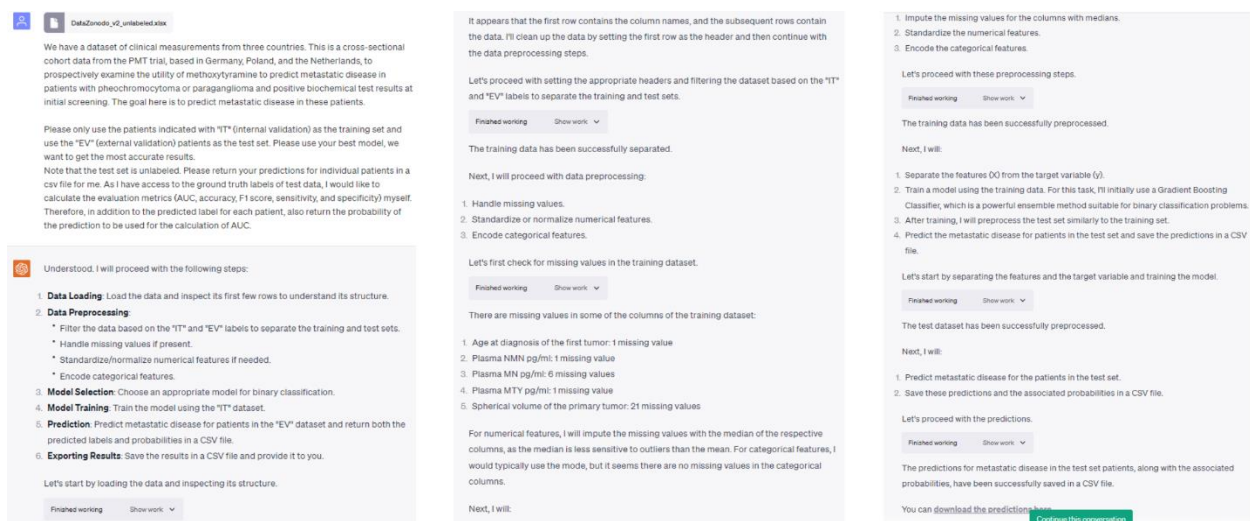 DataZonodo_v2_unlabeled.xlsx
We have a dataset of clinical measurements from three countries. This is a cross-sectional
cohort data from the PMT trial, based in Germany, Poland, and the Netherlands, to
prospectively examine the utility of methoxytyramine to predict metastatic disease in
patients with pheochromocytoma or paraganglioma and positive biochemical test results at
initial screening. The goal here is to predict metastatic disease in these patients.
Please only use the patients indicated with "IT" (internal validation) as the training set and
use the "EV" (external validation) patients as the test set. Please use your best model, we
want to get the most accurate results.
Note that the test set is unlabeled. Please return your predictions for individual patients in a
csv file for me. As I have access to the ground truth labels of test data, I would like to
calculate the evaluation metrics (AUC, accuracy, F1 score, sensitivity, and specificity) myself.
Therefore, in addition to the predicted label for each patient, also return the probability of
the prediction to be used for the calculation of AUC.
Understood. I will proceed with the following steps:
1. Data Loading: Load the data and inspect its first few rows to understand its structure.
2. Data Preprocessing:
• Filter the data based on the "IT" and "EV" labels to separate the training and test sets.
• Handle missing values if present.
• Standardize/normalize numerical features if needed.
• Encode categorical features.
3. Model Selection: Choose an appropriate model for binary classification.
4. Model Training: Train the model using the "IT" dataset.
5. Prediction: Predict metastatic disease for patients in the "EV" dataset and return both the
predicted labels and probabilities in a CSV file.
6. Exporting Results: Save the results in a CSV file and provide it to you.
Let's start by loading the data and inspecting its structure.
Finished working Show work
It appears that the first row contains the column names, and the subsequent rows contain
the data. I'll clean up the data by setting the first row as the header and then continue with
the data preprocessing steps.
Let's proceed with setting the appropriate headers and filtering the dataset based on the "IT"
and "EV" labels to separate the training and test sets.
Finished working Show work
The training data has been successfully separated.
Next, I will proceed with data preprocessing:
1. Handle missing values.
2. Standardize or normalize numerical features.
3. Encode categorical features.
Let's first check for missing values in the training dataset.
Finished working Show work
There are missing values in some of the columns of the training dataset:
1. Age at diagnosis of the first tumor: 1 missing value
2. Plasma NMN pg/ml: 1 missing value
3. Plasma MN pg/ml: 6 missing values
4. Plasma MTY pg/ml: 1 missing value
5. Spherical volume of the primary tumor: 21 missing values
For numerical features, I will impute the missing values with the median of the respective
columns, as the median is less sensitive to outliers than the mean. For categorical features, I
would typically use the mode, but it seems there are no missing values in the categorical
columns.
Next, I will:
1. Impute the missing values for the columns with medians.
2. Standardize the numerical features.
3. Encode the categorical features.
Let's proceed with these preprocessing steps.
Finished working Show work
The training data has been successfully preprocessed.
Next, I will:
1. Separate the features (X) from the target variable (y).
2. Train a model using the training data. For this task, I'll initially use a Gradient Boosting
Classifier, which is a powerful ensemble method suitable for binary classification problems.
3. After training, I will preprocess the test set similarly to the training set.
4. Predict the metastatic disease for patients in the test set and save the predictions in a CSV
file.
Let's start by separating the features and the target variable and training the model.
Finished working Show work
The test dataset has been successfully preprocessed.
Next, I will:
1. Predict metastatic disease for the patients in the test set.
2. Save these predictions and the associated probabilities in a CSV file.
Let's proceed with the predictions.
Finished working Show work
The predictions for metastatic disease in the test set patients, along with the associated
probabilities, have been successfully saved in a CSV file.
You can download the predictions here
Continue this conversation